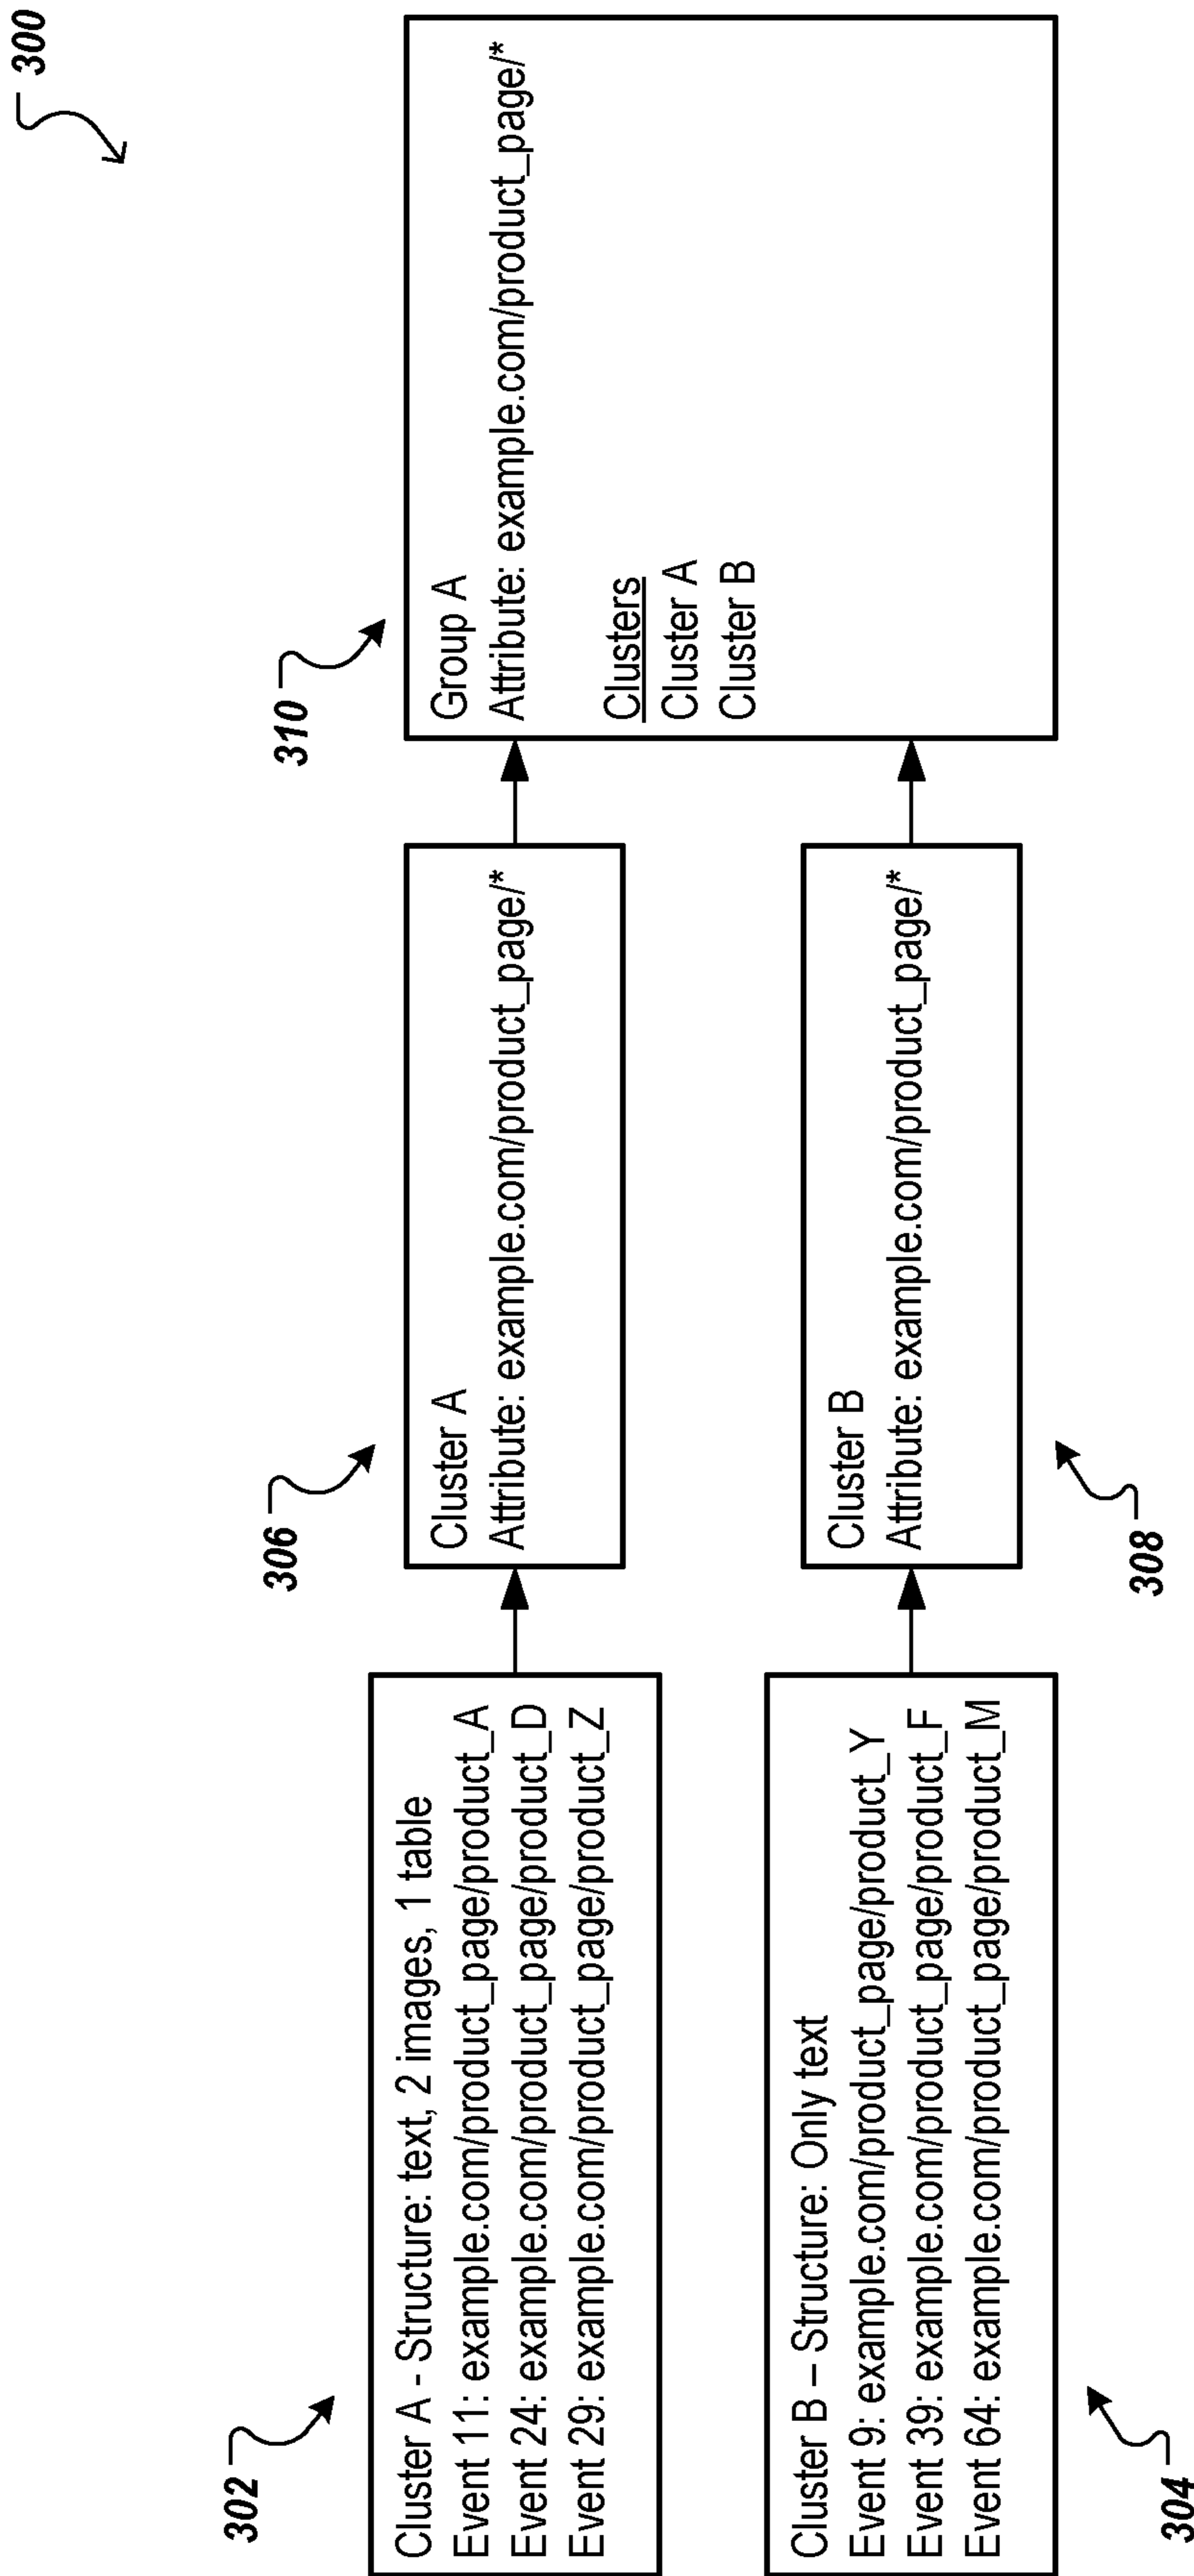 300
302
Cluster A - Structure: text, 2 images, 1 table
Event 11: example.com/product_page/product_A
Event 24: example.com/product_page/product_D
Event 29: example.com/product_page/product_Z
306
Cluster A
Attribute: example.com/product_page/*
310
Group A
Attribute: example.com/product_page/*
Clusters
Cluster A
Cluster B
Cluster B – Structure: Only text
Event 9: example.com/product_page/product_Y
Event 39: example.com/product_page/product_F
Event 64: example.com/product_page/product_M
304
Cluster B
Attribute: example.com/product_page/*
308